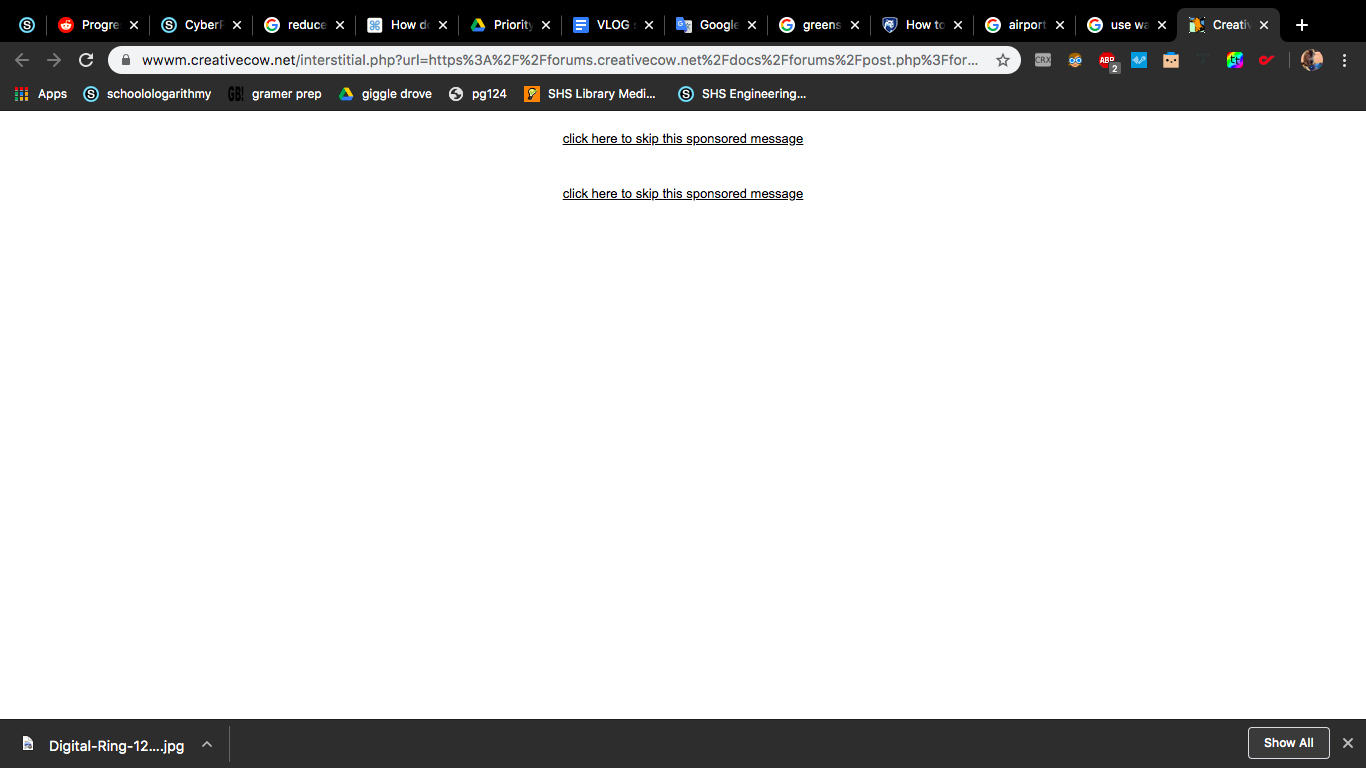 Progre CyberP reduce How do Priority VLOG s Google greens How to airport use wa Creativ
wwwm.creativecow.net/interstitial.php?url=https%3A%2F%2Fforums.creativecow.net%2Fdocs%2Fforums%2Fpost.php%3Ffor...
CRX ABP 2
Apps schoolologarithmy GB! gramer prep giggle drove pg124 SHS Library Medi... SHS Engineering...
click here to skip this sponsored message
click here to skip this sponsored message
Digital-Ring-12....jpg Show All